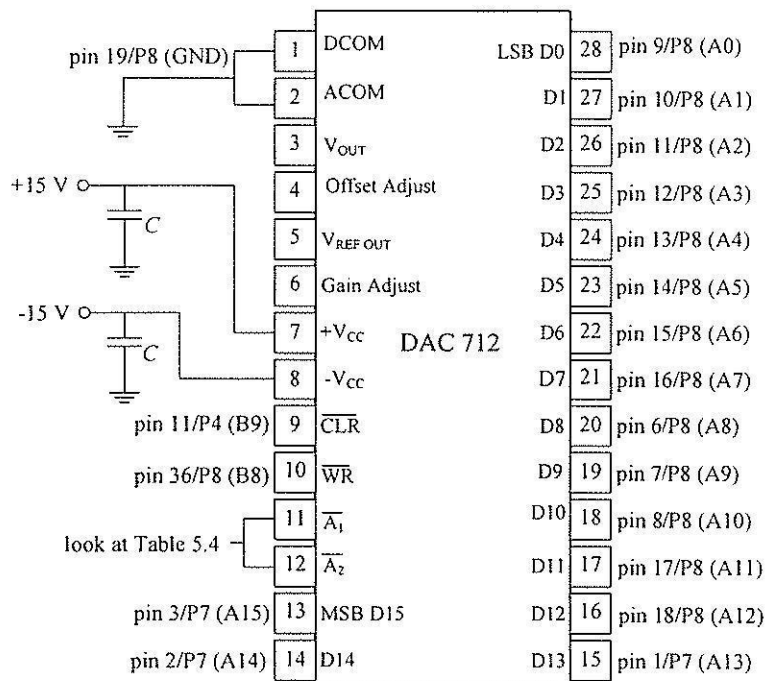 pin 19/P8 (GND) 1 DCOM LSB D0 28 pin 9/P8 (A0)
2 ACOM D1 27 pin 10/P8 (A1)
3 VOUT D2 26 pin 11/P8 (A2)
+15 V C 4 Offset Adjust D3 25 pin 12/P8 (A3)
5 VREF OUT D4 24 pin 13/P8 (A4)
6 Gain Adjust D5 23 pin 14/P8 (A5)
-15 V C 7 +VCC DAC 712 D6 22 pin 15/P8 (A6)
8 -VCC D7 21 pin 16/P8 (A7)
pin 11/P4 (B9) 9 CLR D8 20 pin 6/P8 (A8)
pin 36/P8 (B8) 10 WR D9 19 pin 7/P8 (A9)
11 A1 D10 18 pin 8/P8 (A10)
look at Table 5.4
12 A2 D11 17 pin 17/P8 (A11)
pin 3/P7 (A15) 13 MSB D15 D12 16 pin 18/P8 (A12)
pin 2/P7 (A14) 14 D14 D13 15 pin 1/P7 (A13)